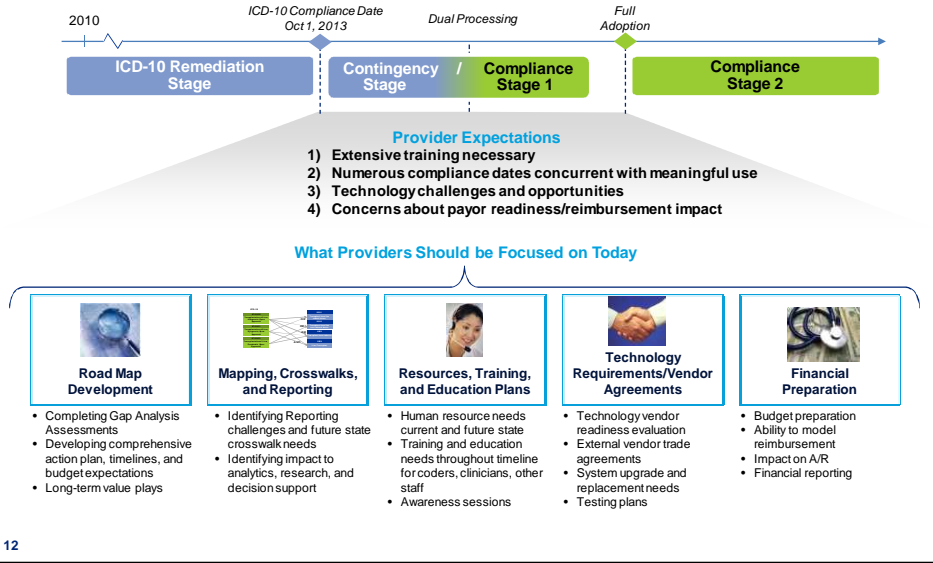 2010
ICD-10 Compliance Date
Oct 1, 2013
Dual Processing
Full
Adoption
ICD-10 Remediation
Stage
Contingency / Compliance
Stage Stage 1
Compliance
Stage 2
Provider Expectations
1) Extensive training necessary
2) Numerous compliance dates concurrent with meaningful use
3) Technology challenges and opportunities
4) Concerns about payor readiness/reimbursement impact
What Providers Should be Focused on Today
Road Map
Development
• Completing Gap Analysis
Assessments
• Developing comprehensive
action plan, timelines, and
budget expectations
• Long-term value plays
Mapping, Crosswalks,
and Reporting
• Identifying Reporting
challenges and future state
crosswalk needs
• Identifying impact to
analytics, research, and
decision support
Resources, Training,
and Education Plans
• Human resource needs
current and future state
• Training and education
needs throughout timeline
for coders, clinicians, other
staff
• Awareness sessions
Technology
Requirements/Vendor
Agreements
• Technology vendor
readiness evaluation
• External vendor trade
agreements
• System upgrade and
replacement needs
• Testing plans
Financial
Preparation
• Budget preparation
• Ability to model
reimbursement
• Impact on A/R
• Financial reporting
12